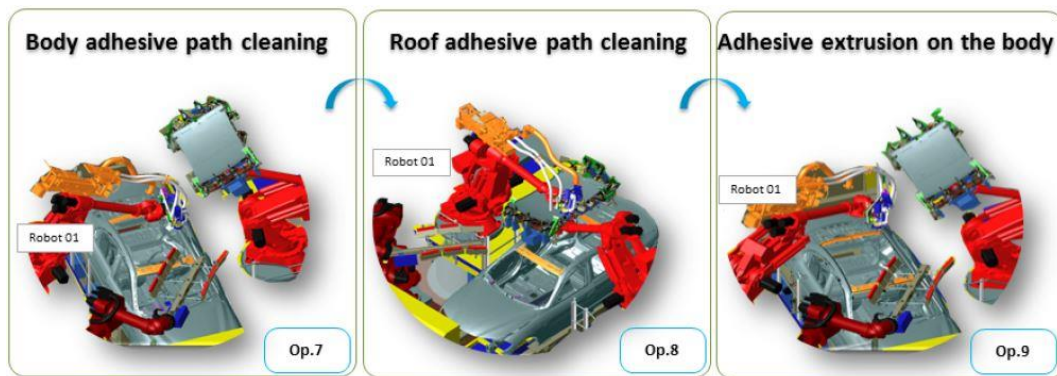 Body adhesive path cleaning
Robot 01
Op.7
Roof adhesive path cleaning
Robot 01
Op.8
Adhesive extrusion on the body
Robot 01
Op.9